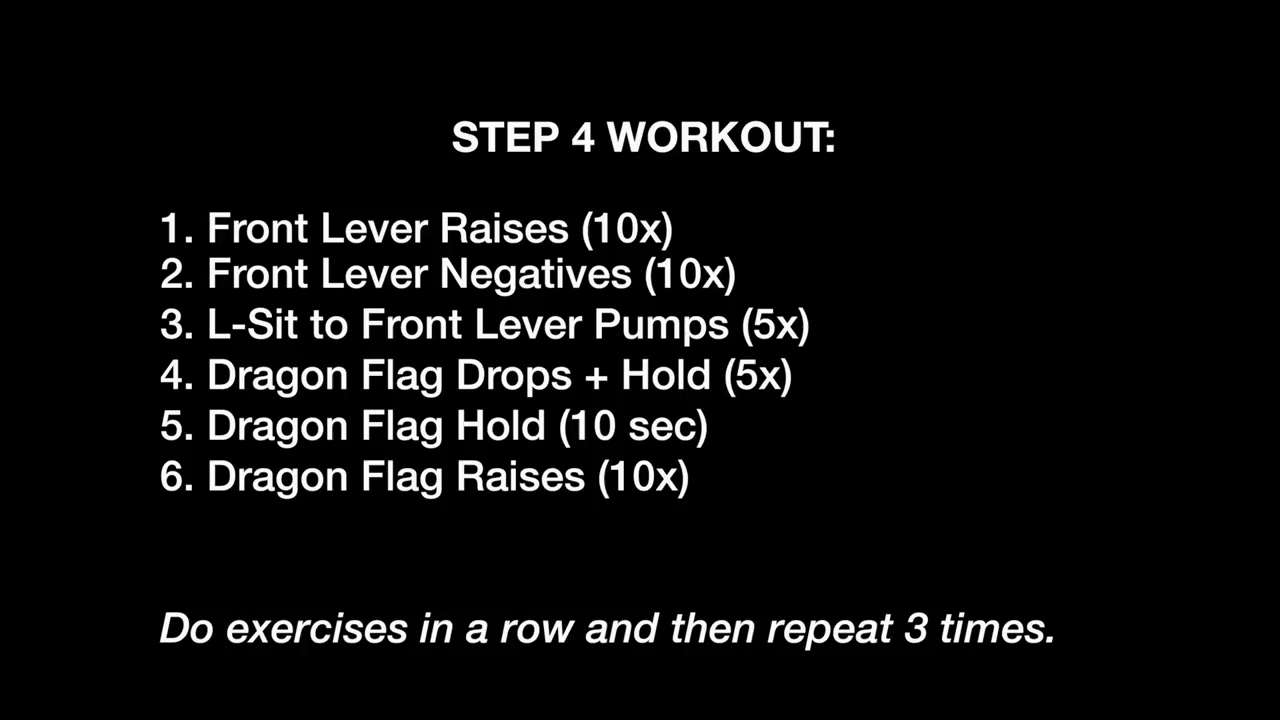 STEP 4 WORKOUT:
1. Front Lever Raises (10x)
2. Front Lever Negatives (10x)
3. L-Sit to Front Lever Pumps (5x)
4. Dragon Flag Drops + Hold (5x)
5. Dragon Flag Hold (10 sec)
6. Dragon Flag Raises (10x)
Do exercises in a row and then repeat 3 times.